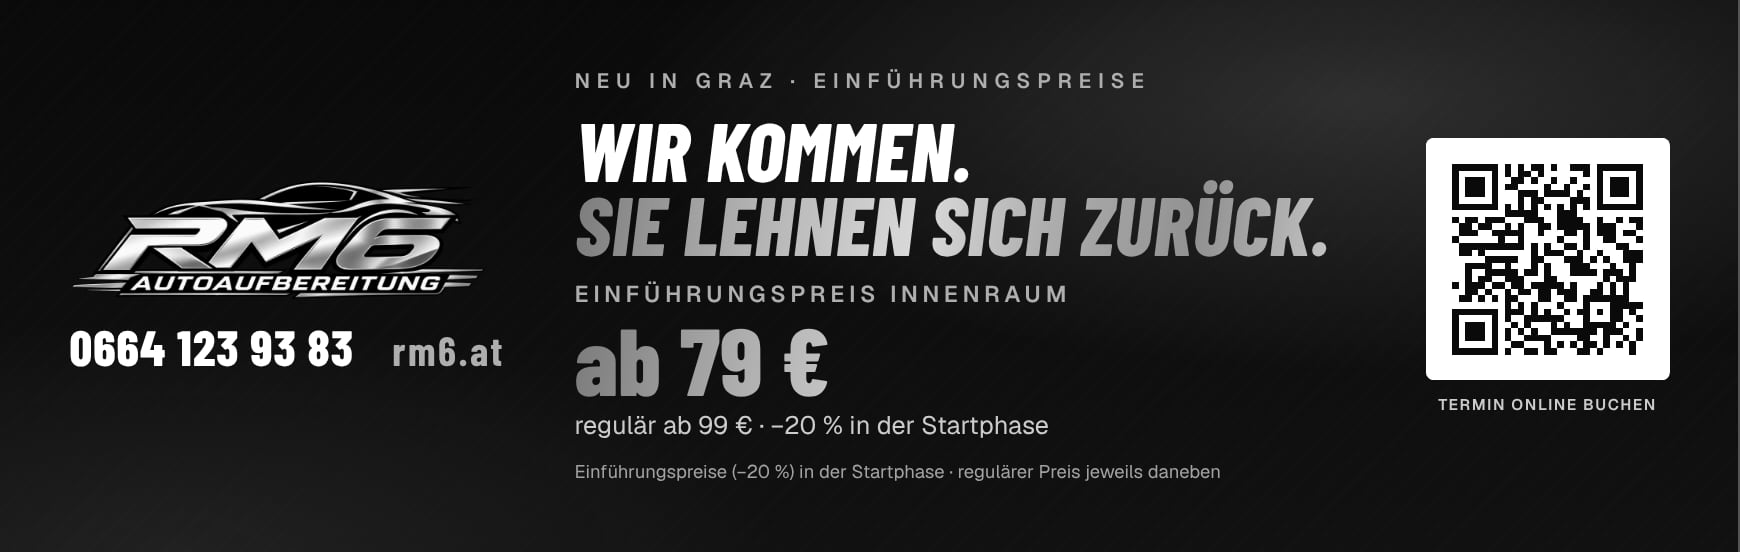 RM6
AUTOAUFBEREITUNG
0664 123 93 83 rm6.at
NEU IN GRAZ · EINFÜHRUNGSPREISE
WIR KOMMEN.
SIE LEHNEN SICH ZURÜCK.
EINFÜHRUNGSPREIS INNENRAUM
ab 79 €
regulär ab 99 € · −20 % in der Startphase
Einführungspreise (−20 %) in der Startphase · regulärer Preis jeweils daneben
TERMIN ONLINE BUCHEN